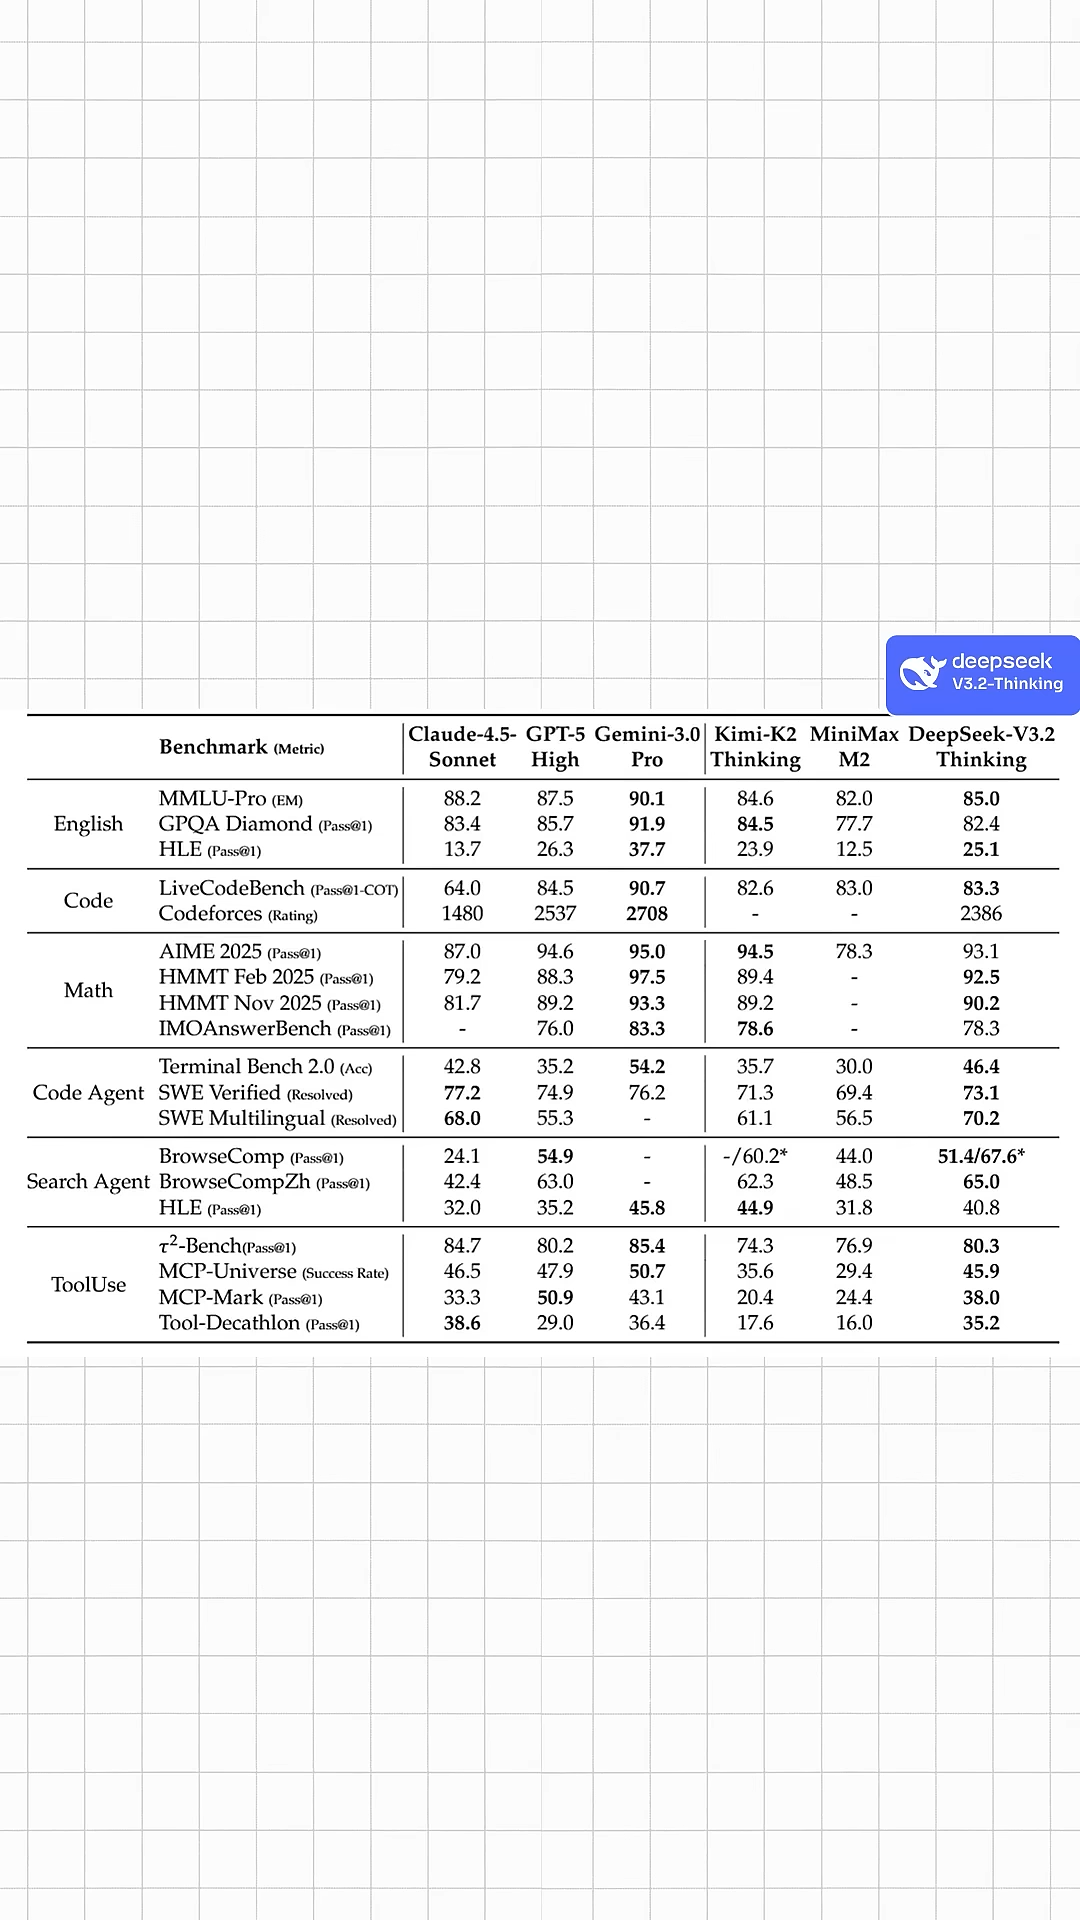 deepseek
V3.2-Thinking
Benchmark (Metric) Claude-4.5-Sonnet GPT-5 High Gemini-3.0 Pro Kimi-K2 Thinking MiniMax M2 DeepSeek-V3.2 Thinking
English
MMLU-Pro (EM) 88.2 87.5 90.1 84.6 82.0 85.0
GPQA Diamond (Pass@1) 83.4 85.7 91.9 84.5 77.7 82.4
HLE (Pass@1) 13.7 26.3 37.7 23.9 12.5 25.1
Code
LiveCodeBench (Pass@1-COT) 64.0 84.5 90.7 82.6 83.0 83.3
Codeforces (Rating) 1480 2537 2708 - - 2386
Math
AIME 2025 (Pass@1) 87.0 94.6 95.0 94.5 78.3 93.1
HMMT Feb 2025 (Pass@1) 79.2 88.3 97.5 89.4 - 92.5
HMMT Nov 2025 (Pass@1) 81.7 89.2 93.3 89.2 - 90.2
IMOAnswerBench (Pass@1) - 76.0 83.3 78.6 - 78.3
Code Agent
Terminal Bench 2.0 (Acc) 42.8 35.2 54.2 35.7 30.0 46.4
SWE Verified (Resolved) 77.2 74.9 76.2 71.3 69.4 73.1
SWE Multilingual (Resolved) 68.0 55.3 - 61.1 56.5 70.2
Search Agent
BrowseComp (Pass@1) 24.1 54.9 - -/60.2* 44.0 51.4/67.6*
BrowseCompZh (Pass@1) 42.4 63.0 - 62.3 48.5 65.0
HLE (Pass@1) 32.0 35.2 45.8 44.9 31.8 40.8
ToolUse
τ²-Bench(Pass@1) 84.7 80.2 85.4 74.3 76.9 80.3
MCP-Universe (Success Rate) 46.5 47.9 50.7 35.6 29.4 45.9
MCP-Mark (Pass@1) 33.3 50.9 43.1 20.4 24.4 38.0
Tool-Decathlon (Pass@1) 38.6 29.0 36.4 17.6 16.0 35.2